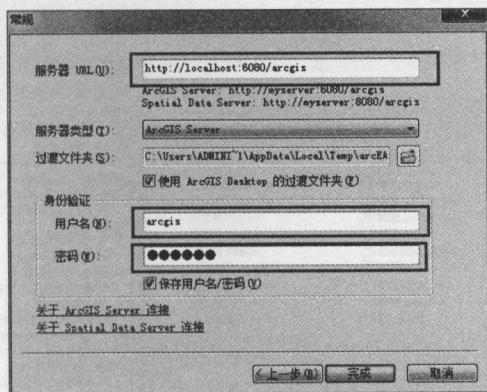 常规
服务器 URL(U): http://localhost:6080/arcgis
ArcGIS Server: http://myserver:6080/arcgis
Spatial Data Server: http://myserver:8080/arcgis
服务器类型(T): ArcGIS Server
过渡文件夹(S): C:\Users\ADMINI~1\AppData\Local\Temp\arcEA
使用 ArcGIS Desktop 的过渡文件夹(F)
身份验证
用户名(N): arcgis
密码(W): ●●●●●●
保存用户名/密码(V)
关于 ArcGIS Server 连接
关于 Spatial Data Server 连接
<上一步(B) 完成 取消